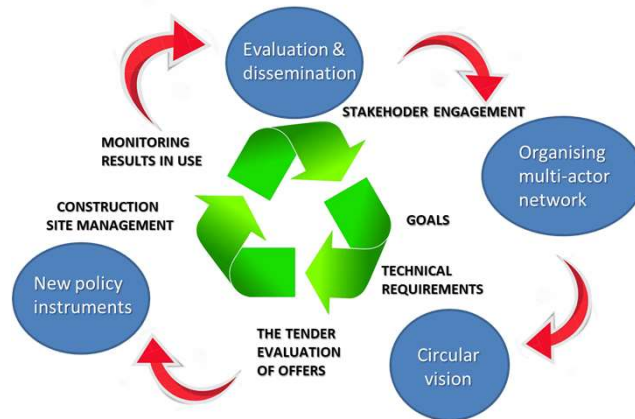 Evaluation &
dissemination
STAKEHODER ENGAGEMENT
MONITORING
RESULTS IN USE
Organising
multi-actor
network
CONSTRUCTION
SITE MANAGEMENT
GOALS
New policy
instruments
TECHNICAL
REQUIREMENTS
THE TENDER
EVALUATION
OF OFFERS
Circular
vision